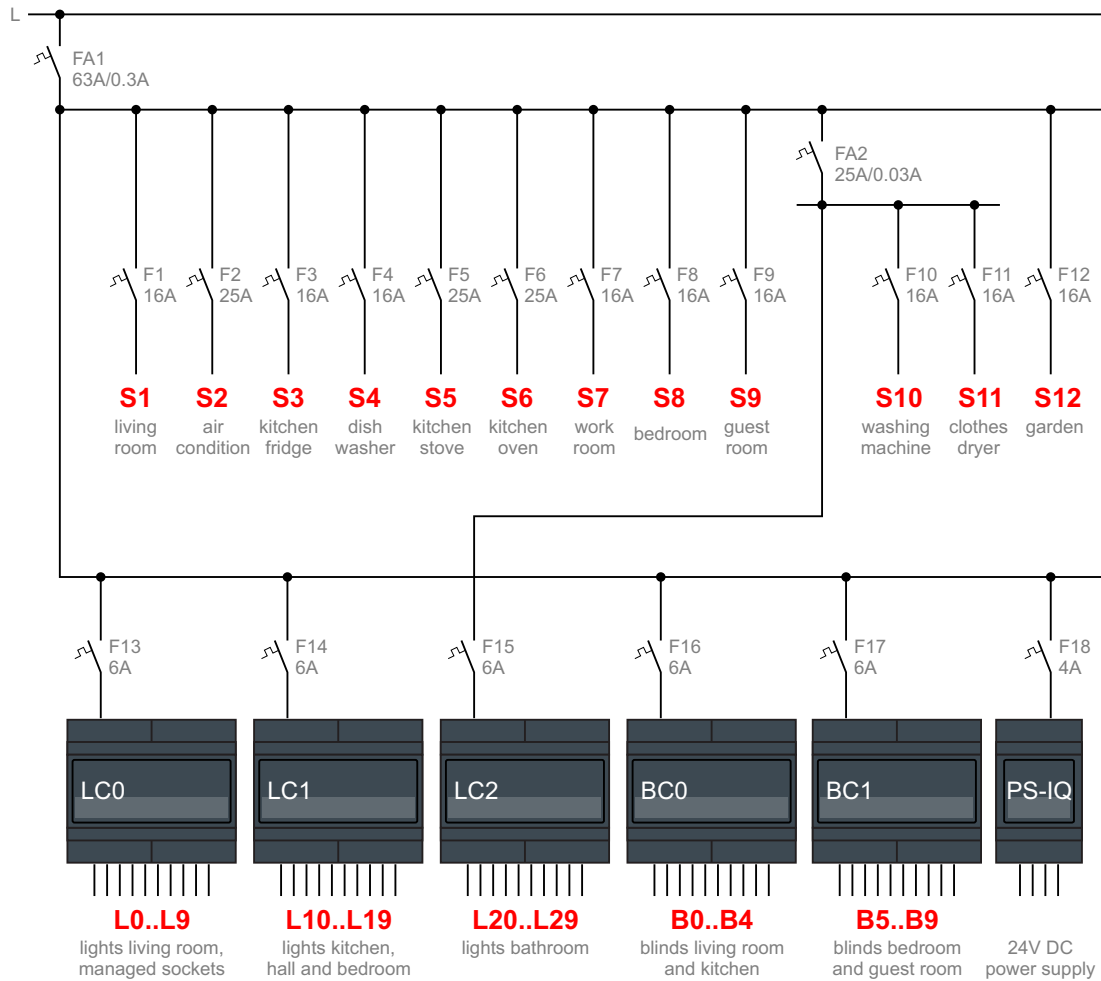 L
FA1
63A/0.3A
FA2
25A/0.03A
F1
16A
F2
25A
F3
16A
F4
16A
F5
25A
F6
25A
F7
16A
F8
16A
F9
16A
F10
16A
F11
16A
F12
16A
S1
living
room
S2
air
condition
S3
kitchen
fridge
S4
dish
washer
S5
kitchen
stove
S6
kitchen
oven
S7
work
room
S8
bedroom
S9
guest
room
S10
washing
machine
S11
clothes
dryer
S12
garden
F13
6A
F14
6A
F15
6A
F16
6A
F17
6A
F18
4A
LC0
LC1
LC2
BC0
BC1
PS-IQ
L0..L9
lights living room,
managed sockets
L10..L19
lights kitchen,
hall and bedroom
L20..L29
lights bathroom
B0..B4
blinds living room
and kitchen
B5..B9
blinds bedroom
and guest room
24V DC
power supply